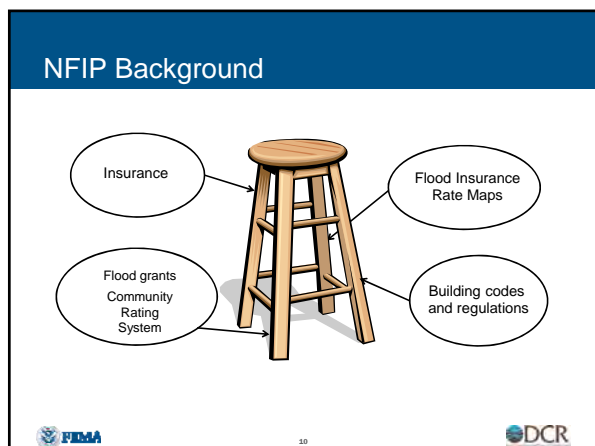 NFIP Background
Insurance
Flood Insurance
Rate Maps
Flood grants
Community
Rating
System
Building codes
and regulations
FEMA
10
DCR